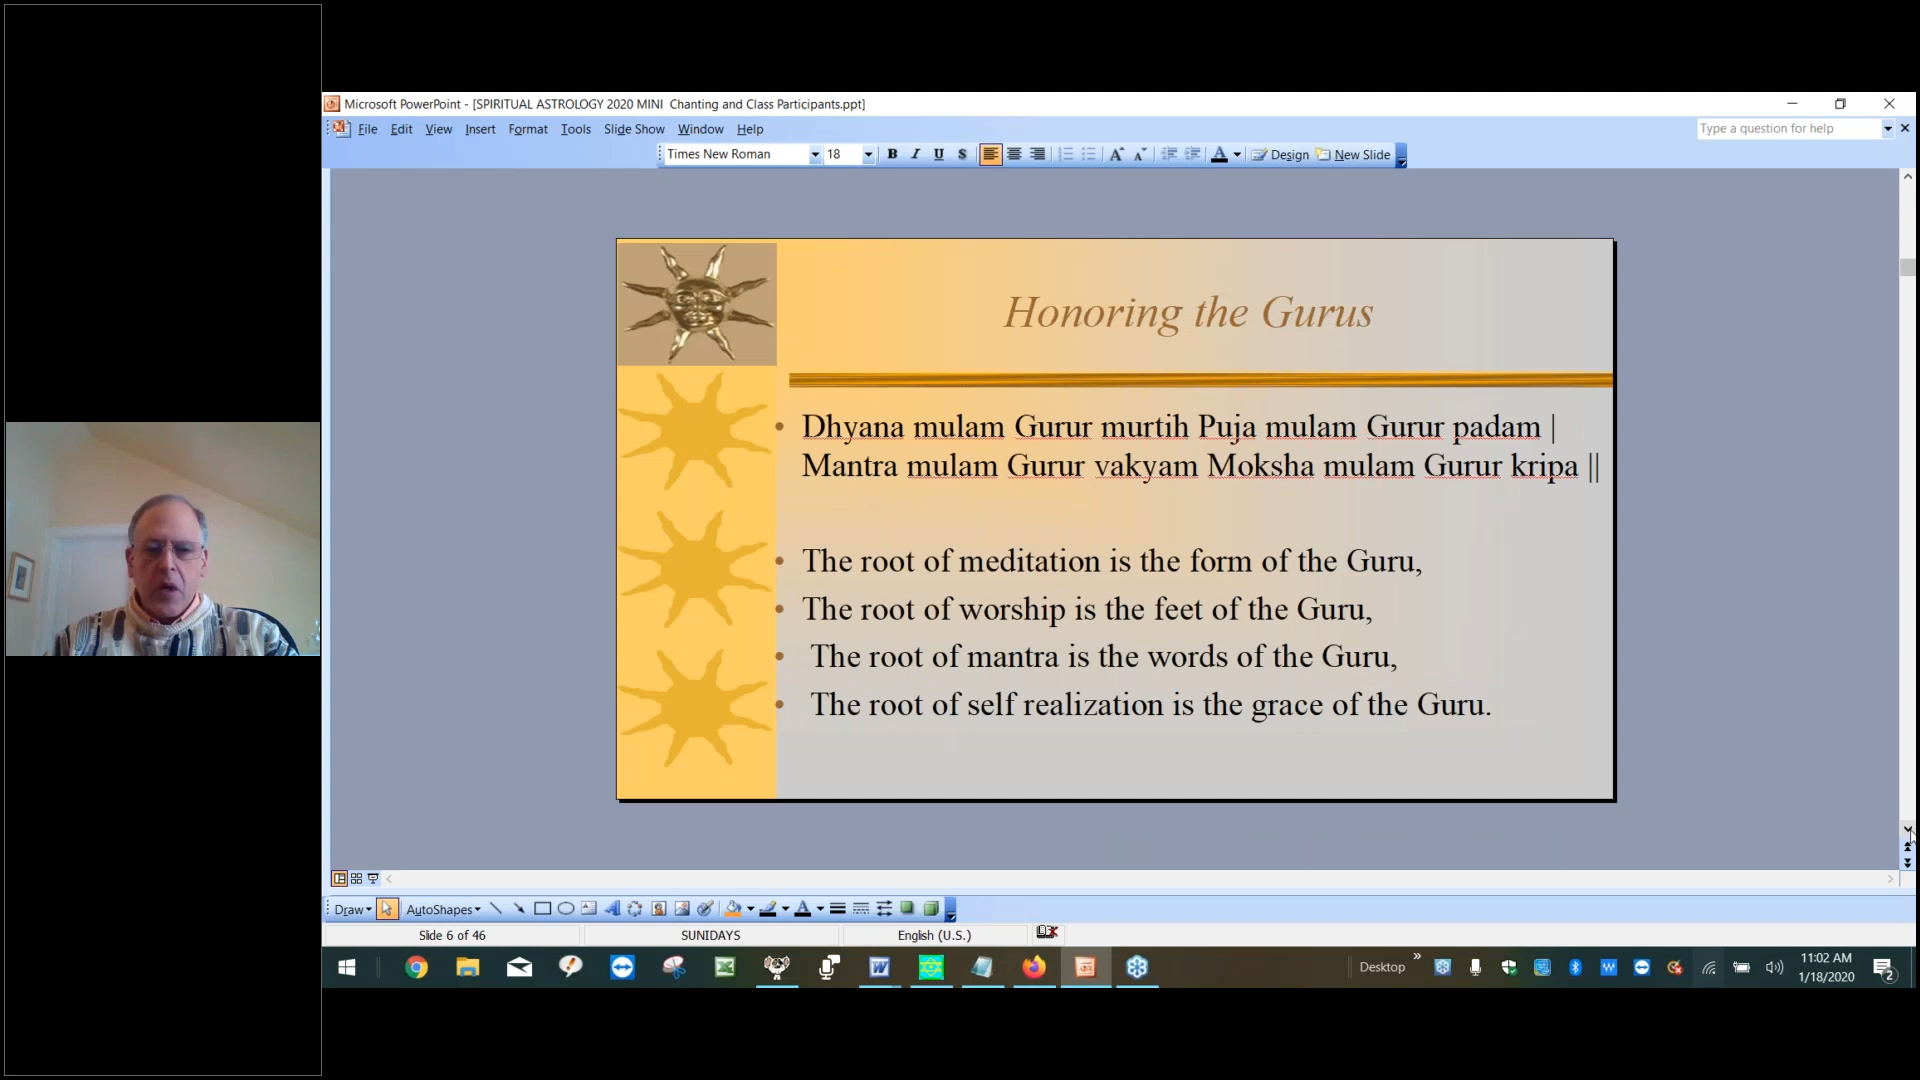 Microsoft PowerPoint - [SPIRITUAL ASTROLOGY 2020 MINI  Chanting and Class Participants.ppt]
File Edit View Insert Format Tools Slide Show Window Help
Type a question for help
Times New Roman 18 B I U S A A A Design New Slide
Honoring the Gurus
• Dhyana mulam Gurur murtih Puja mulam Gurur padam |
Mantra mulam Gurur vakyam Moksha mulam Gurur kripa ||
• The root of meditation is the form of the Guru,
• The root of worship is the feet of the Guru,
• The root of mantra is the words of the Guru,
• The root of self realization is the grace of the Guru.
Draw AutoShapes A
Slide 6 of 46 SUNIDAYS English (U.S.)
Desktop
11:02 AM
1/18/2020
2